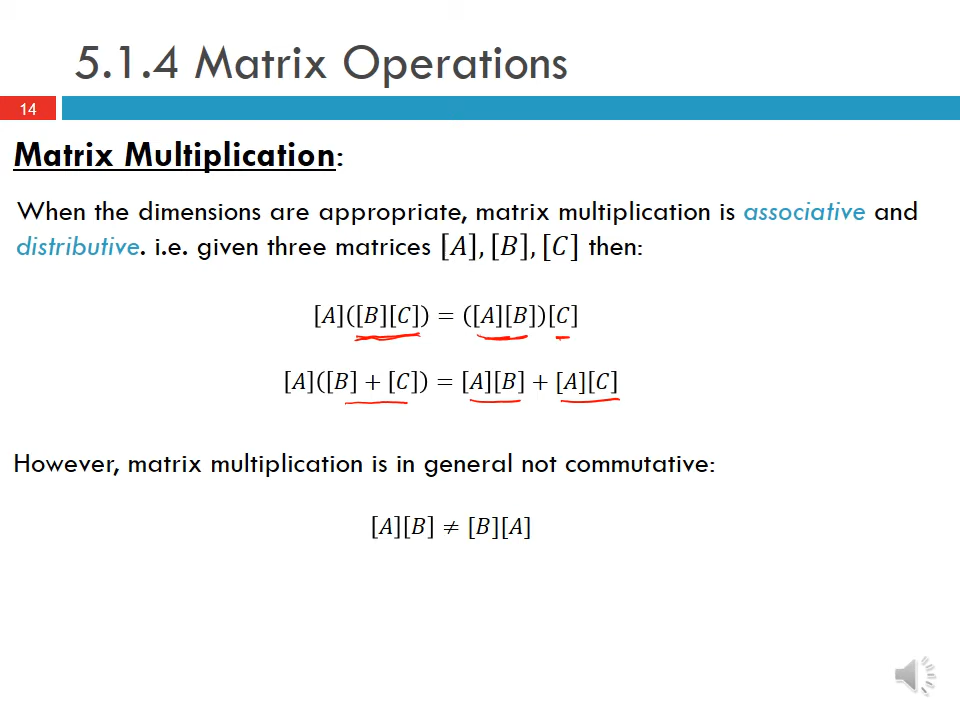 5.1.4 Matrix Operations
14
Matrix Multiplication:
When the dimensions are appropriate, matrix multiplication is associative and
distributive. i.e. given three matrices [A], [B], [C] then:
[A]([B][C]) = ([A][B])[C]
[A]([B] + [C]) = [A][B] + [A][C]
However, matrix multiplication is in general not commutative:
[A][B] ≠ [B][A]